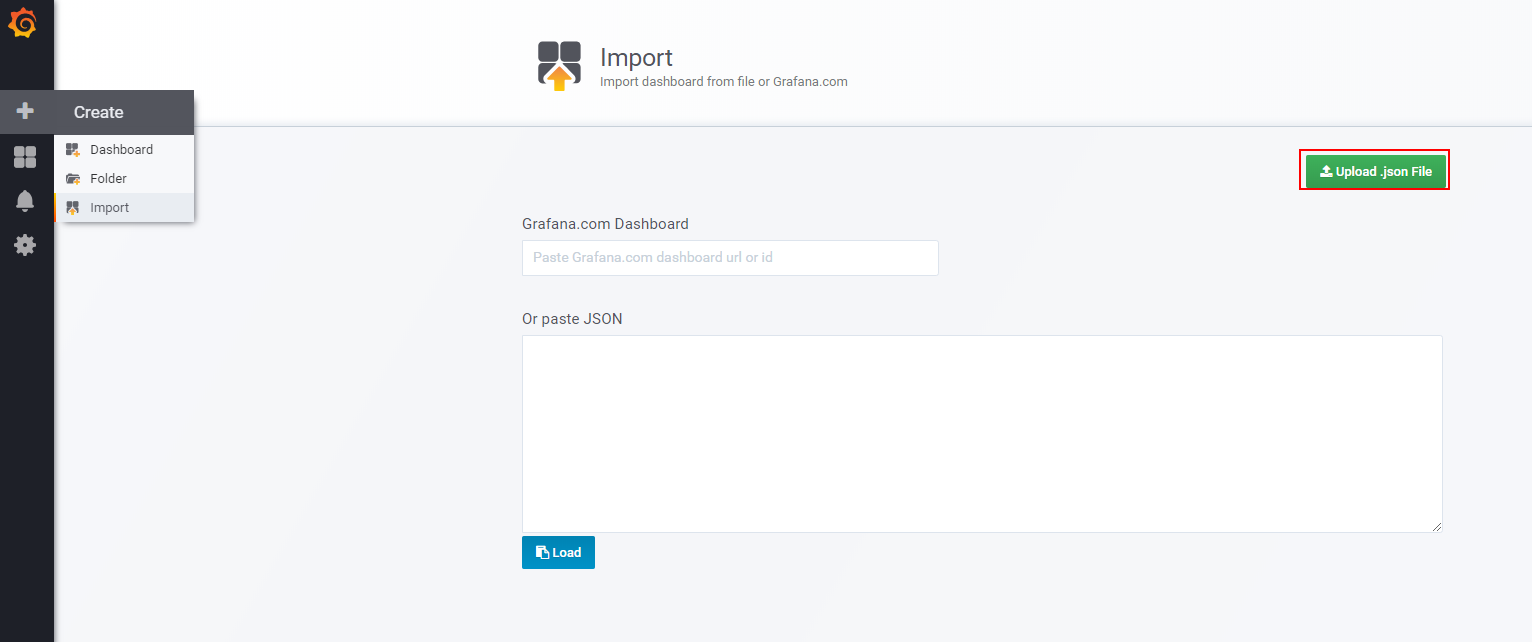 Import
Import dashboard from file or Grafana.com
Create
Dashboard
Folder
Import
Upload .json File
Grafana.com Dashboard
Paste Grafana.com dashboard url or id
Or paste JSON
Load